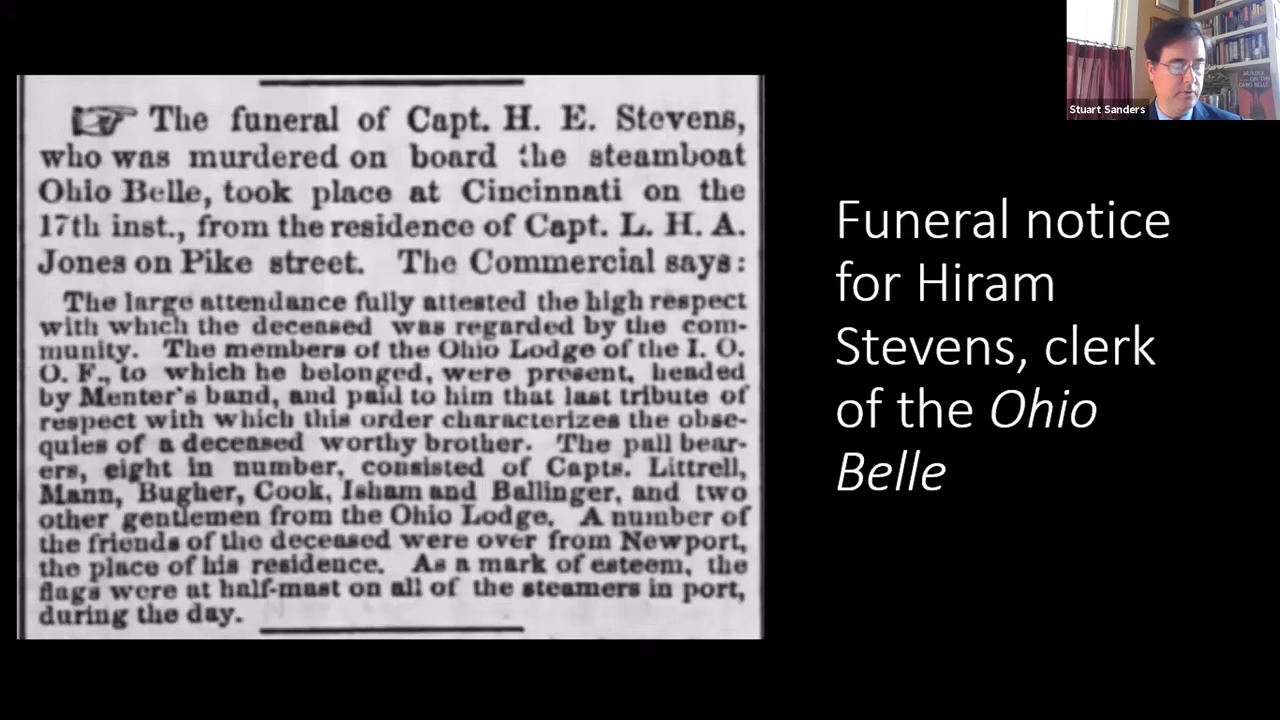 ☞ The funeral of Capt. H. E. Stevens,
who was murdered on board the steamboat
Ohio Belle, took place at Cincinnati on the
17th inst., from the residence of Capt. L. H. A.
Jones on Pike street. The Commercial says:
The large attendance fully attested the high respect
with which the deceased was regarded by the com-
munity. The members of the Ohio Lodge of the I. O.
O. F., to which he belonged, were present, headed
by Menter's band, and paid to him that last tribute of
respect with which this order characterizes the obse-
quies of a deceased worthy brother. The pall bear-
ers, eight in number, consisted of Capts. Littrell,
Mann, Bugher, Cook, Isham and Ballinger, and two
other gentlemen from the Ohio Lodge. A number of
the friends of the deceased were over from Newport,
the place of his residence. As a mark of esteem, the
flags were at half-mast on all of the steamers in port,
during the day.
Funeral notice
for Hiram
Stevens, clerk
of the Ohio
Belle
Stuart Sanders
MURDER
ON THE
OHIO BELLE